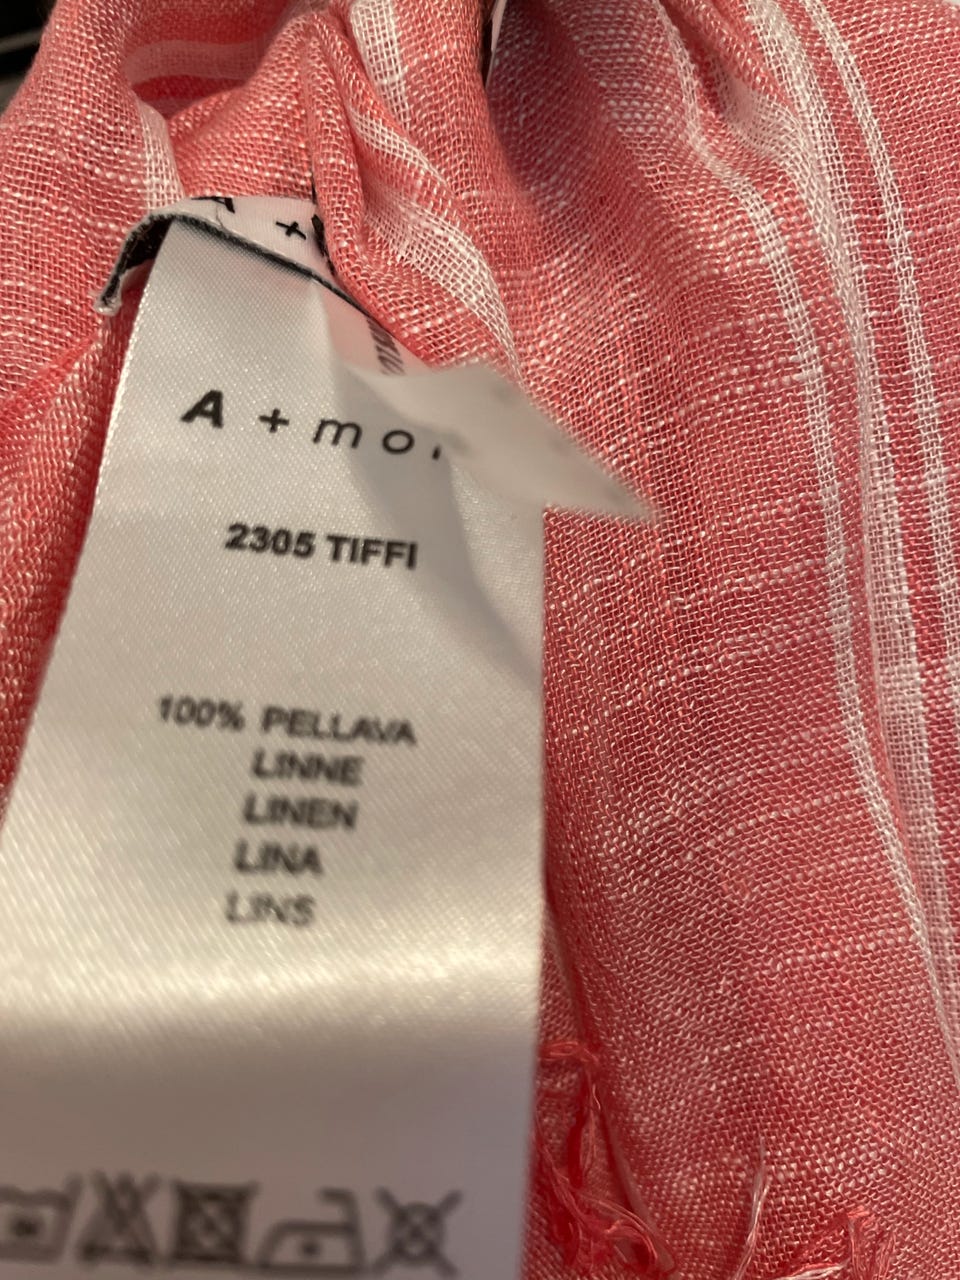 A +
A + mo
2305 TIFFI
100% PELLAVA
LINNE
LINEN
LINA
LINS